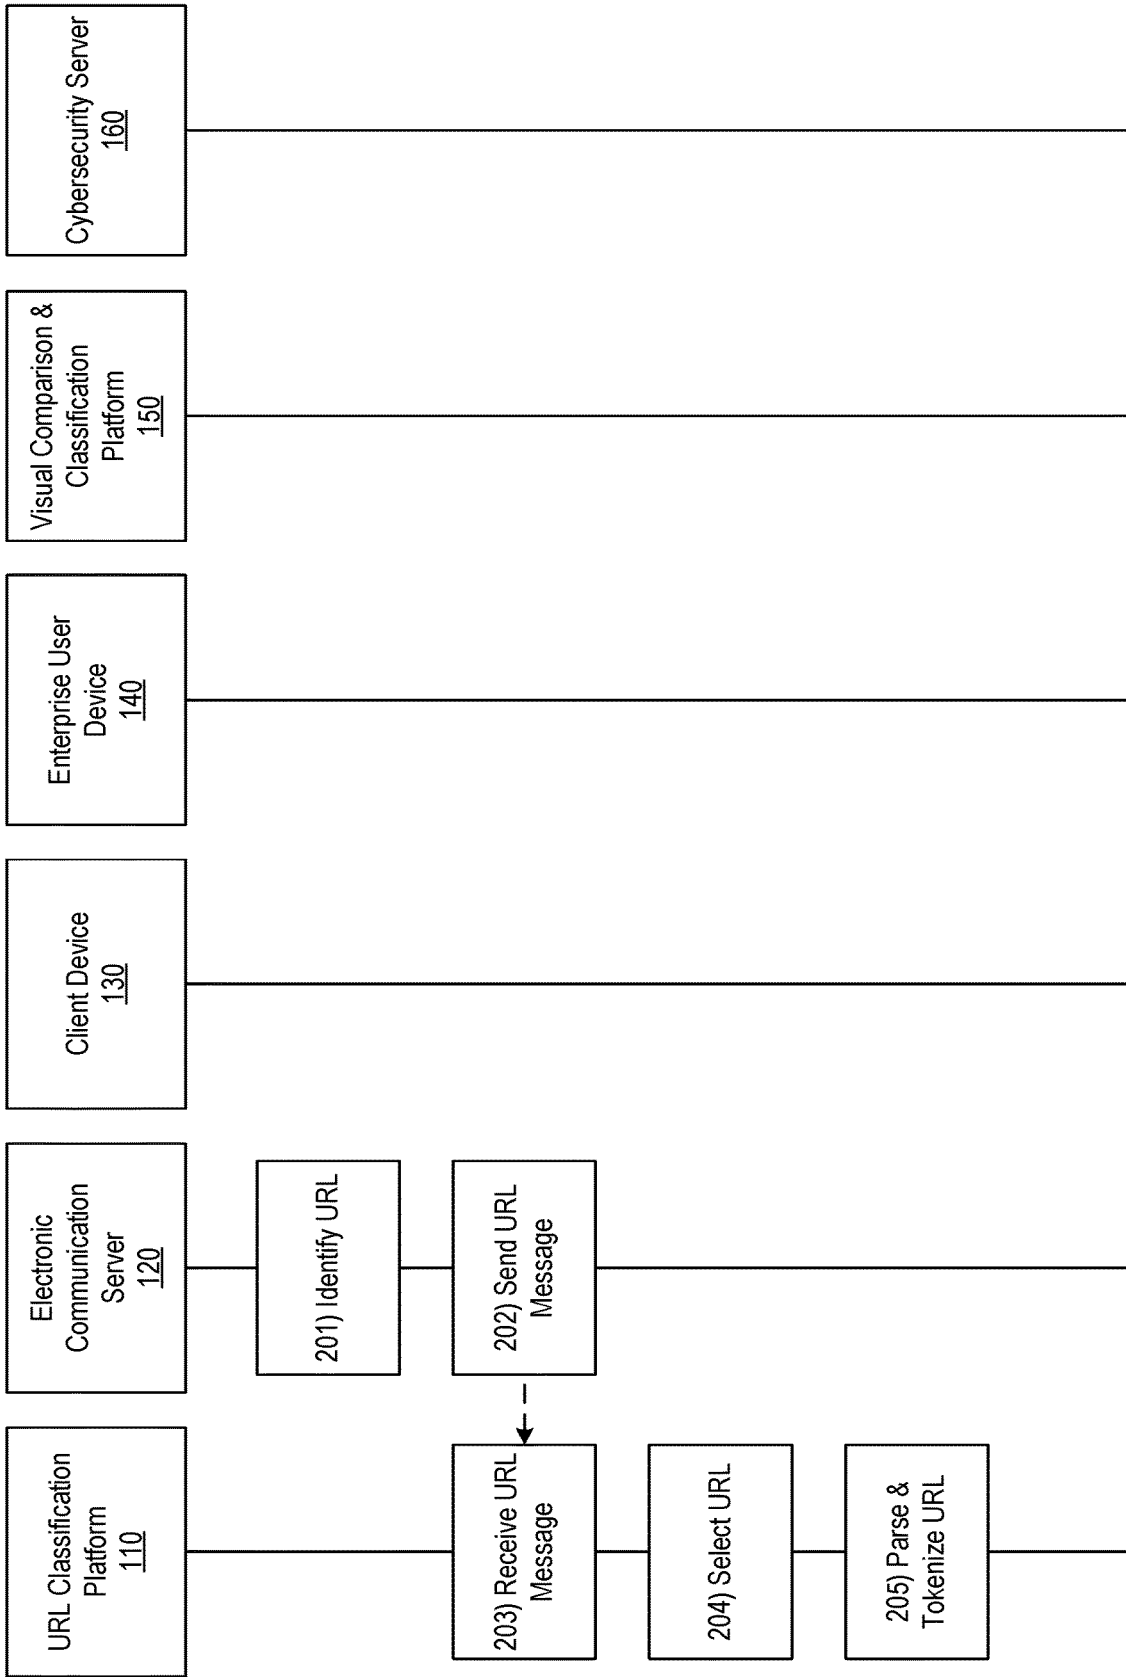 URL Classification
Platform
110
Electronic
Communication
Server
120
Client Device
130
Enterprise User
Device
140
Visual Comparison &
Classification
Platform
150
Cybersecurity Server
160
201) Identify URL
202) Send URL
Message
203) Receive URL
Message
204) Select URL
205) Parse &
Tokenize URL